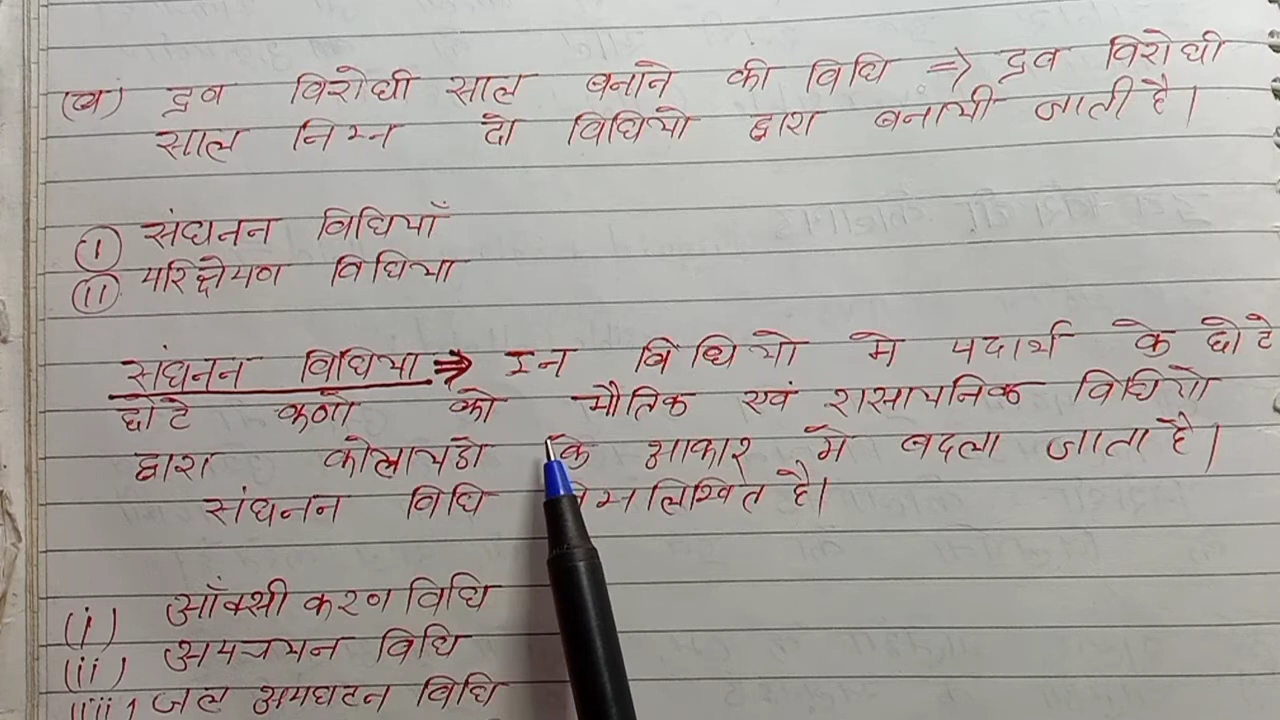 (ब) द्रव विरोधी साल बनाने की विधि ⇒ द्रव विरोधी
साल निम्न दो विधियो द्वारा बनायी जाती है।
(I) संघनन विधियाँ
(II) परिक्षेपण विधिया
संघनन विधिया ⇒ इन विधियो मे पदार्थ के छोटे
छोटे कणो को भौतिक एवं रासायनिक विधियो
द्वारा कोलायडो के आकार मे बदला जाता है।
संघनन विधि निम्नलिखित है।
(i) ऑक्सीकरण विधि
(ii) अपचयन विधि
(iii) जल अपघटन विधि